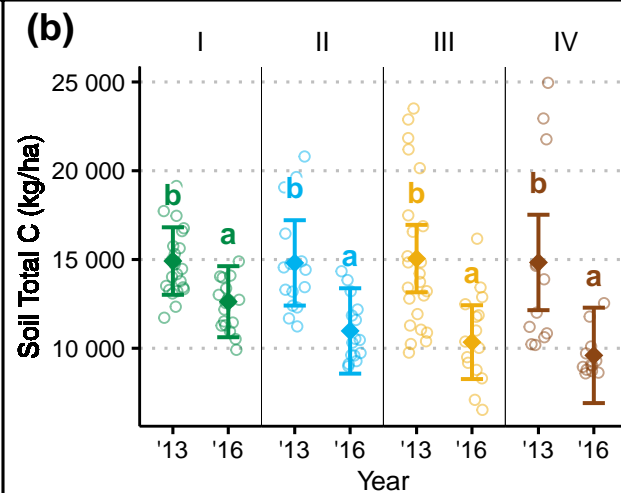 (b)
I II III IV
25 000
20 000
15 000
10 000
Soil Total C (kg/ha)
b a b a b a b a
'13 '16 '13 '16 '13 '16 '13 '16
Year